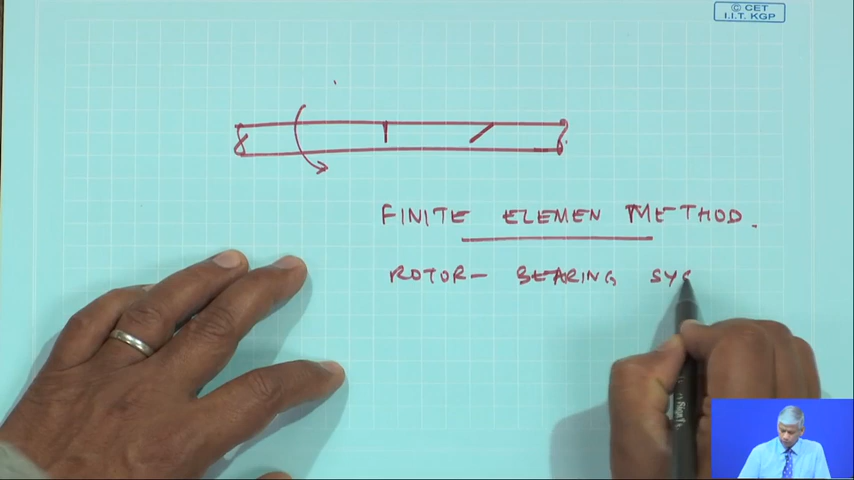 © CET
I.I.T. KGP
FINITE ELEMEN METHOD.
ROTOR- BEARING SYS